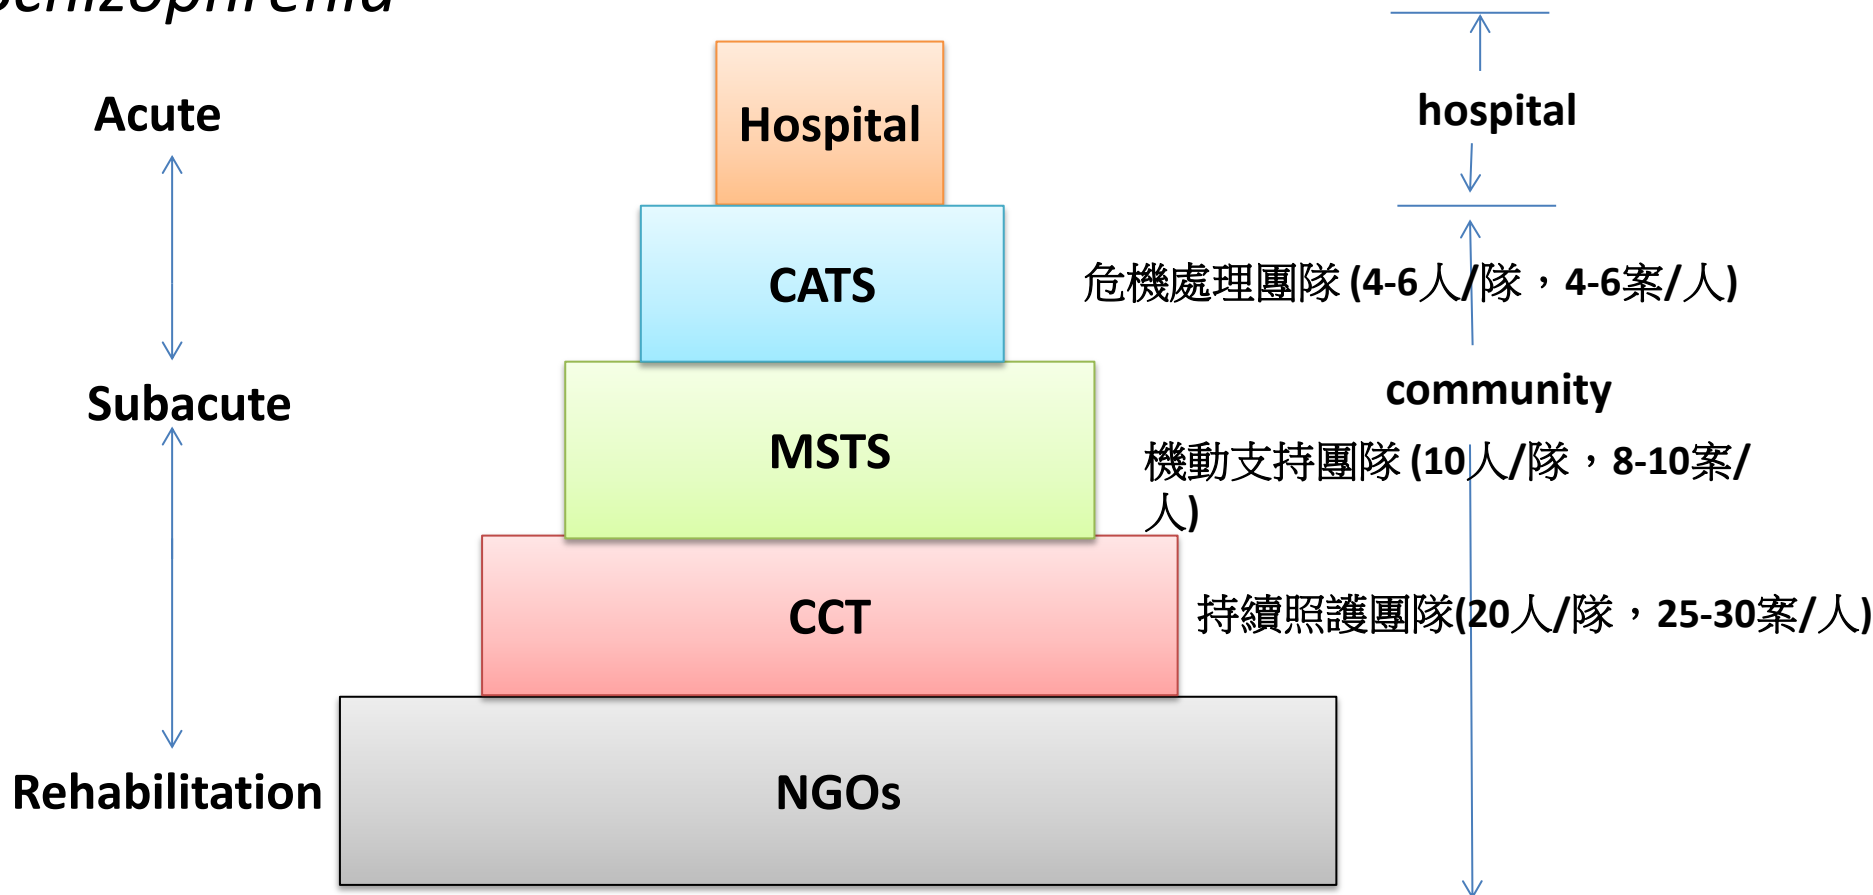 Acute
Hospital
hospital
CATS
危機處理團隊 (4-6人/隊，4-6案/人)
Subacute
community
MSTS
機動支持團隊 (10人/隊，8-10案/
人)
CCT
持續照護團隊(20人/隊，25-30案/人)
Rehabilitation
NGOs